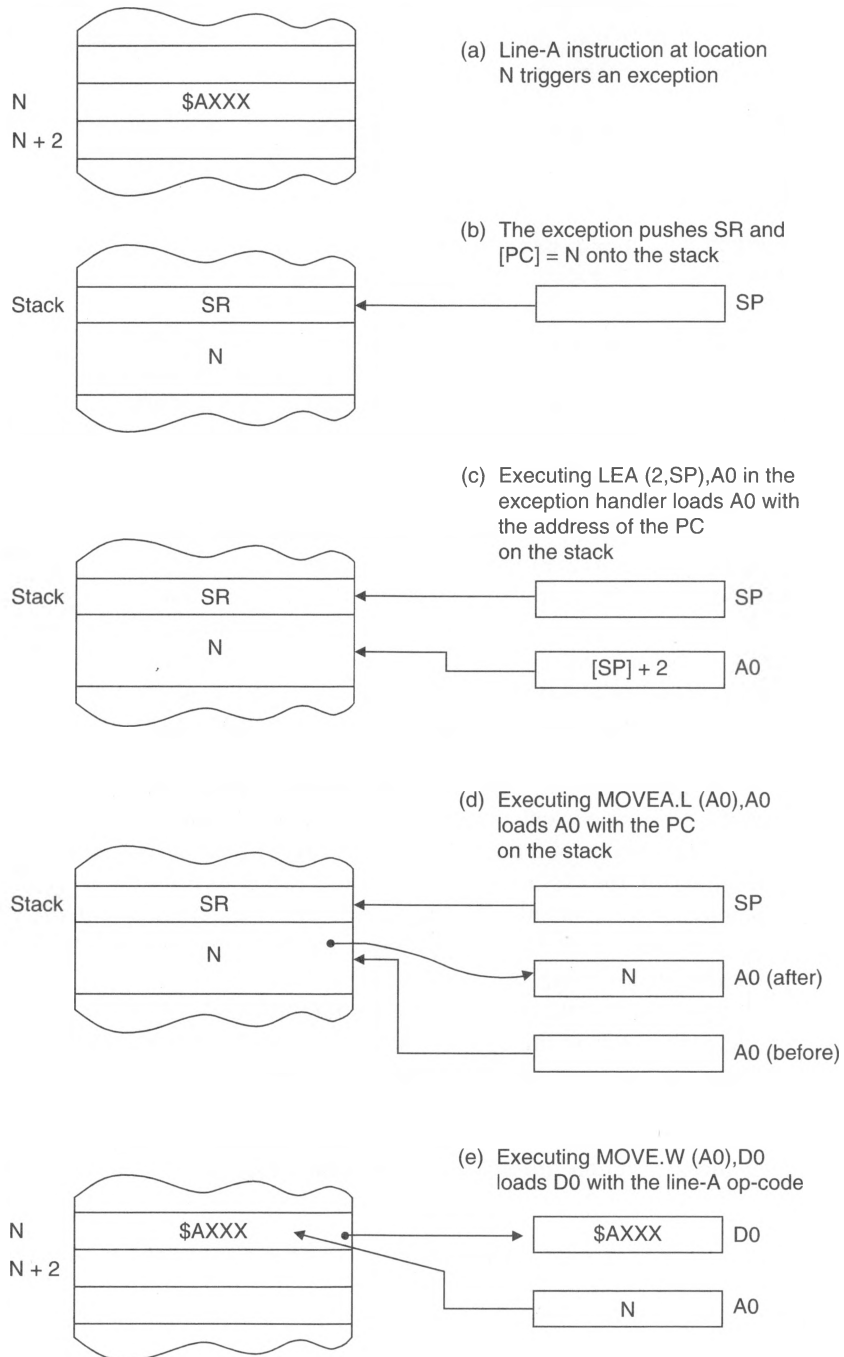 (a) Line-A instruction at location
N triggers an exception
N
$AXXX
N + 2
(b) The exception pushes SR and
[PC] = N onto the stack
Stack
SR
SP
N
(c) Executing LEA (2,SP),A0 in the
exception handler loads A0 with
the address of the PC
on the stack
Stack
SR
SP
N
[SP] + 2
A0
(d) Executing MOVEA.L (A0),A0
loads A0 with the PC
on the stack
Stack
SR
SP
N
N
A0 (after)
A0 (before)
(e) Executing MOVE.W (A0),D0
loads D0 with the line-A op-code
N
$AXXX
$AXXX
D0
N + 2
N
A0